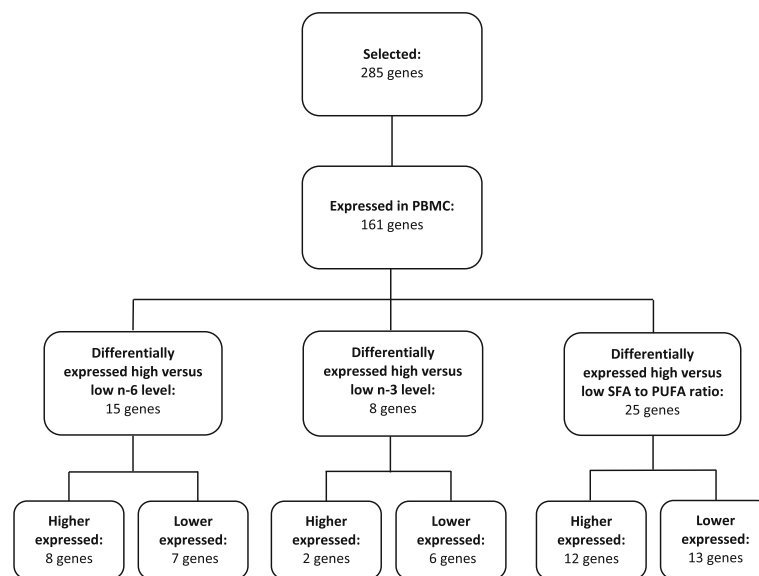 Selected:
285 genes
Expressed in PBMC:
161 genes
Differentially
expressed high versus
low n-6 level:
15 genes
Differentially
expressed high versus
low n-3 level:
8 genes
Differentially
expressed high versus
low SFA to PUFA ratio:
25 genes
Higher
expressed:
8 genes
Lower
expressed:
7 genes
Higher
expressed:
2 genes
Lower
expressed:
6 genes
Higher
expressed:
12 genes
Lower
expressed:
13 genes